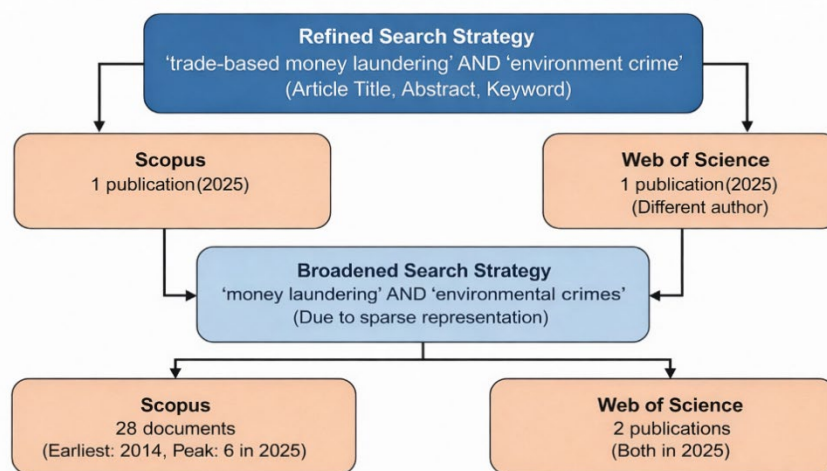 Refined Search Strategy
‘trade-based money laundering’ AND ‘environment crime’
(Article Title, Abstract, Keyword)
Scopus
1 publication(2025)
Web of Science
1 publication(2025)
(Different author)
Broadened Search Strategy
‘money laundering’ AND ‘environmental crimes’
(Due to sparse representation)
Scopus
28 documents
(Earliest: 2014, Peak: 6 in 2025)
Web of Science
2 publications
(Both in 2025)